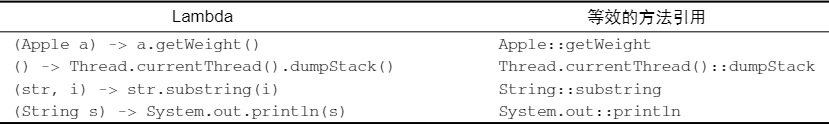 Lambda 等效的方法引用
(Apple a) -> a.getWeight() Apple::getWeight
() -> Thread.currentThread().dumpStack() Thread.currentThread()::dumpStack
(str, i) -> str.substring(i) String::substring
(String s) -> System.out.println(s) System.out::println